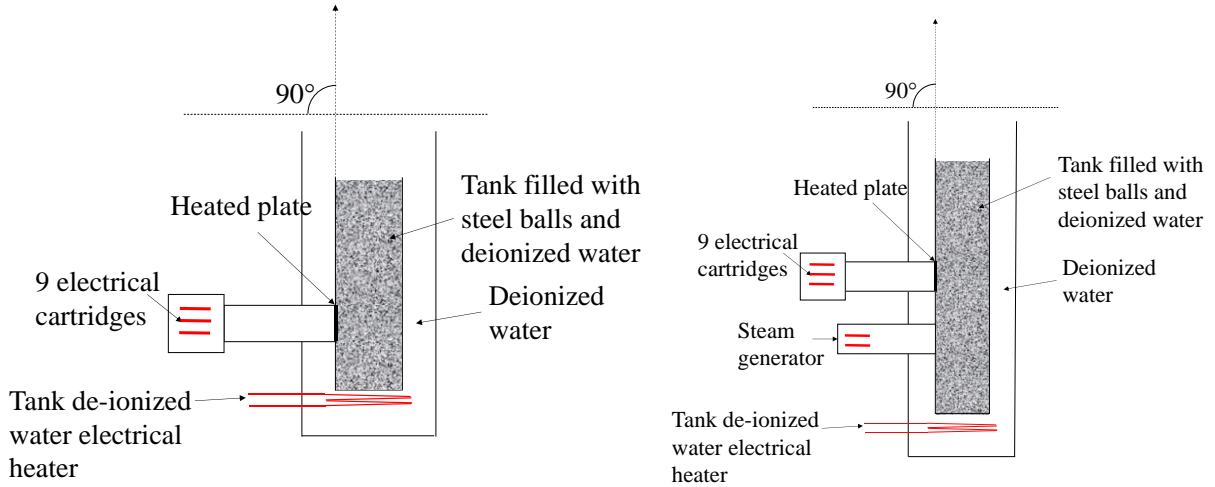 90°
Heated plate
Tank filled with
steel balls and
deionized water
9 electrical
cartridges
Deionized
water
Tank de-ionized
water electrical
heater
90°
Heated plate
Tank filled with
steel balls and
deionized water
9 electrical
cartridges
Deionized
water
Steam
generator
Tank de-ionized
water electrical
heater